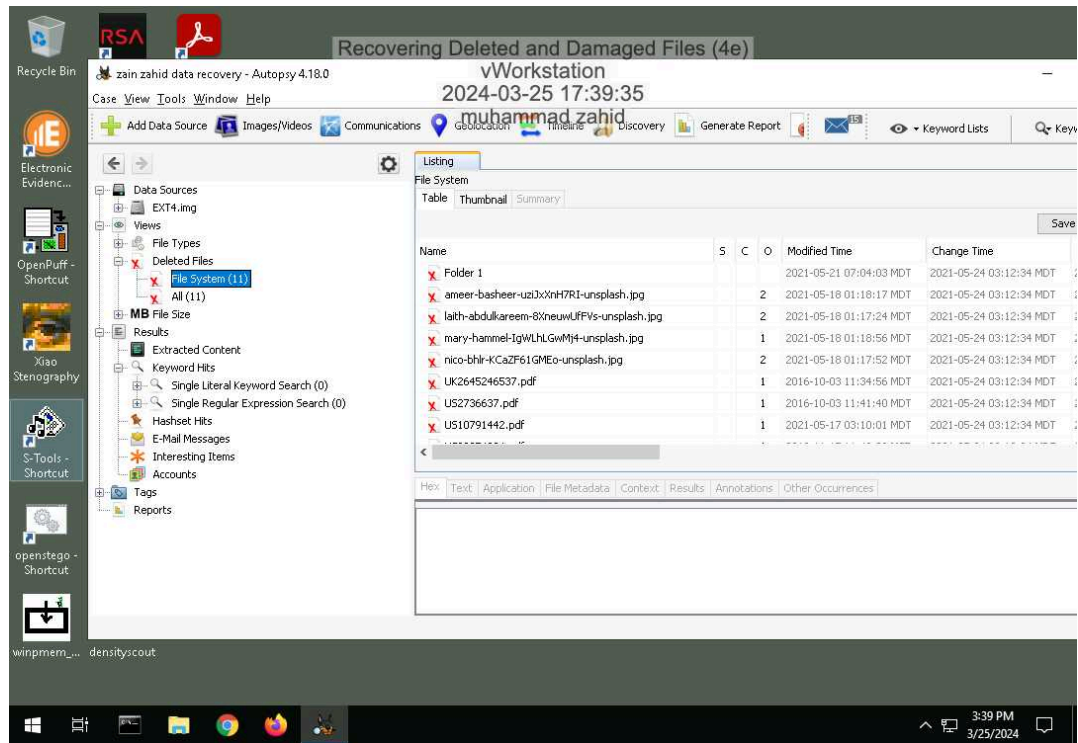 Recovering Deleted and Damaged Files (4e)
vWorkstation
2024-03-25 17:39:35
muhammad zahid
Recycle Bin
RSA
Electronic
Evidenc...
OpenPuff -
Shortcut
Xiao
Stenography
S-Tools -
Shortcut
openstego -
Shortcut
winpmem_...
densityscout
zain zahid data recovery - Autopsy 4.18.0
Case View Tools Window Help
Add Data Source Images/Videos Communications Geolocation Timeline Discovery Generate Report 15 Keyword Lists
Data Sources
EXT4.img
Views
File Types
Deleted Files
File System (11)
All (11)
MB File Size
Results
Extracted Content
Keyword Hits
Single Literal Keyword Search (0)
Single Regular Expression Search (0)
Hashset Hits
E-Mail Messages
Interesting Items
Accounts
Tags
Reports
Listing
File System
Table Thumbnail Summary
Save
Name S C O Modified Time Change Time
Folder 1 2021-05-21 07:04:03 MDT 2021-05-24 03:12:34 MDT
ameer-basheer-uziJxXnH7RI-unsplash.jpg 2 2021-05-18 01:18:17 MDT 2021-05-24 03:12:34 MDT
laith-abdulkareem-8XneuwUfFVs-unsplash.jpg 2 2021-05-18 01:17:24 MDT 2021-05-24 03:12:34 MDT
mary-hammel-IgWLhLGwMj4-unsplash.jpg 1 2021-05-18 01:18:56 MDT 2021-05-24 03:12:34 MDT
nico-bhlr-KCaZF61GMEo-unsplash.jpg 2 2021-05-18 01:17:52 MDT 2021-05-24 03:12:34 MDT
UK2645246537.pdf 1 2016-10-03 11:34:56 MDT 2021-05-24 03:12:34 MDT
US2736637.pdf 1 2016-10-03 11:41:40 MDT 2021-05-24 03:12:34 MDT
US10791442.pdf 1 2021-05-17 03:10:01 MDT 2021-05-24 03:12:34 MDT
Hex Text Application File Metadata Context Results Annotations Other Occurrences
3:39 PM
3/25/2024